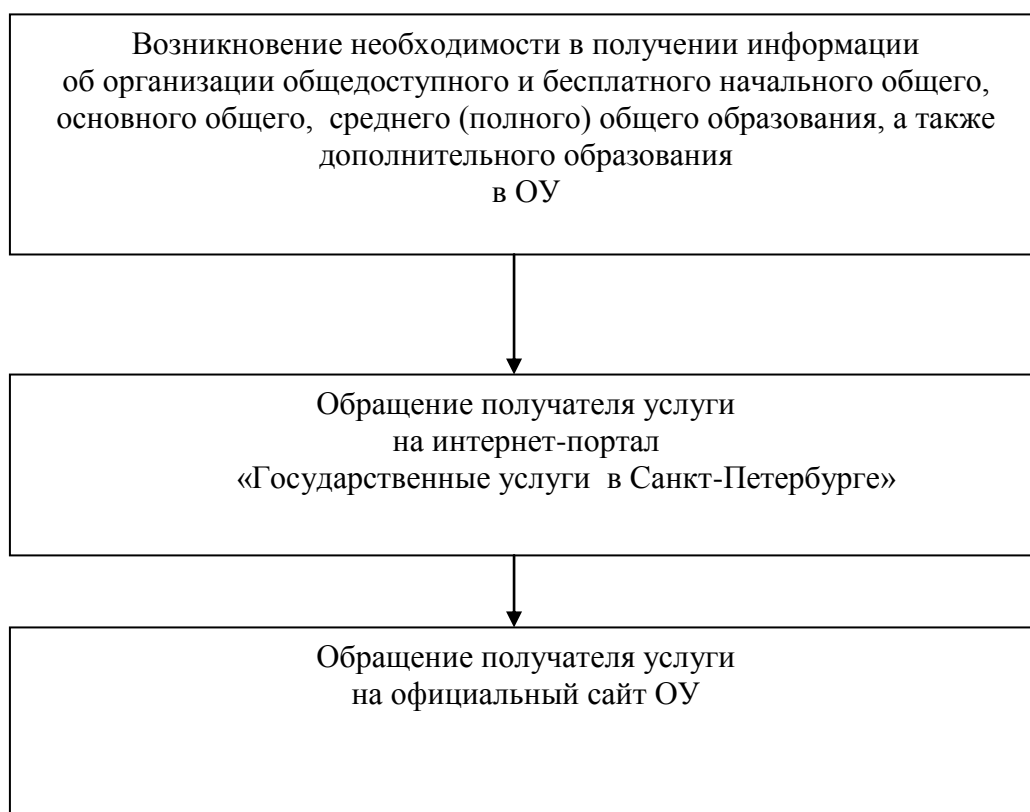 Возникновение необходимости в получении информации
об организации общедоступного и бесплатного начального общего,
основного общего, среднего (полного) общего образования, а также
дополнительного образования
в ОУ
Обращение получателя услуги
на интернет-портал
«Государственные услуги в Санкт-Петербурге»
Обращение получателя услуги
на официальный сайт ОУ